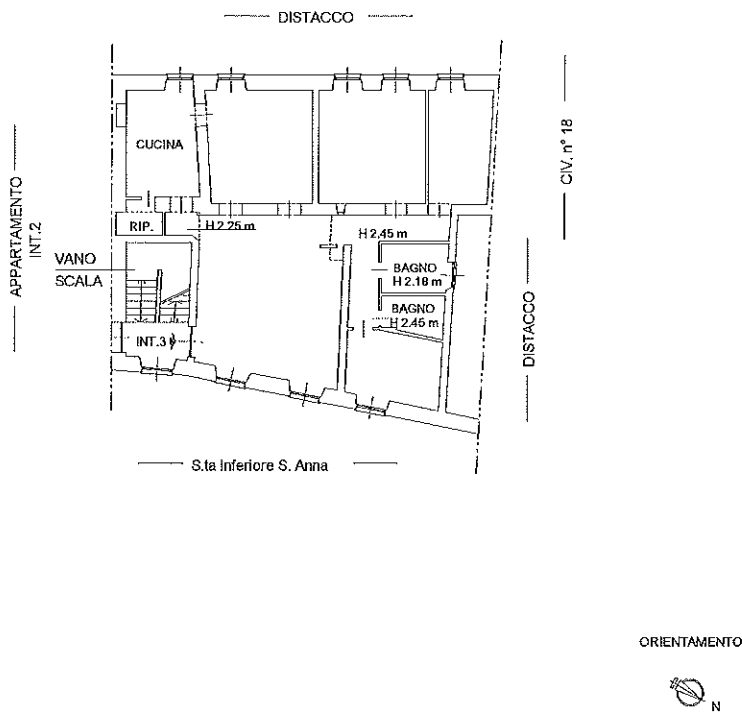 DISTACCO
CIV. n° 18
CUCINA
APPARTAMENTO
INT.2
RIP.
H 2.25 m
H 2.45 m
VANO
SCALA
BAGNO
H 2.18 m
BAGNO
H 2.45 m
INT.3
DISTACCO
S.ta Inferiore S. Anna
ORIENTAMENTO
N